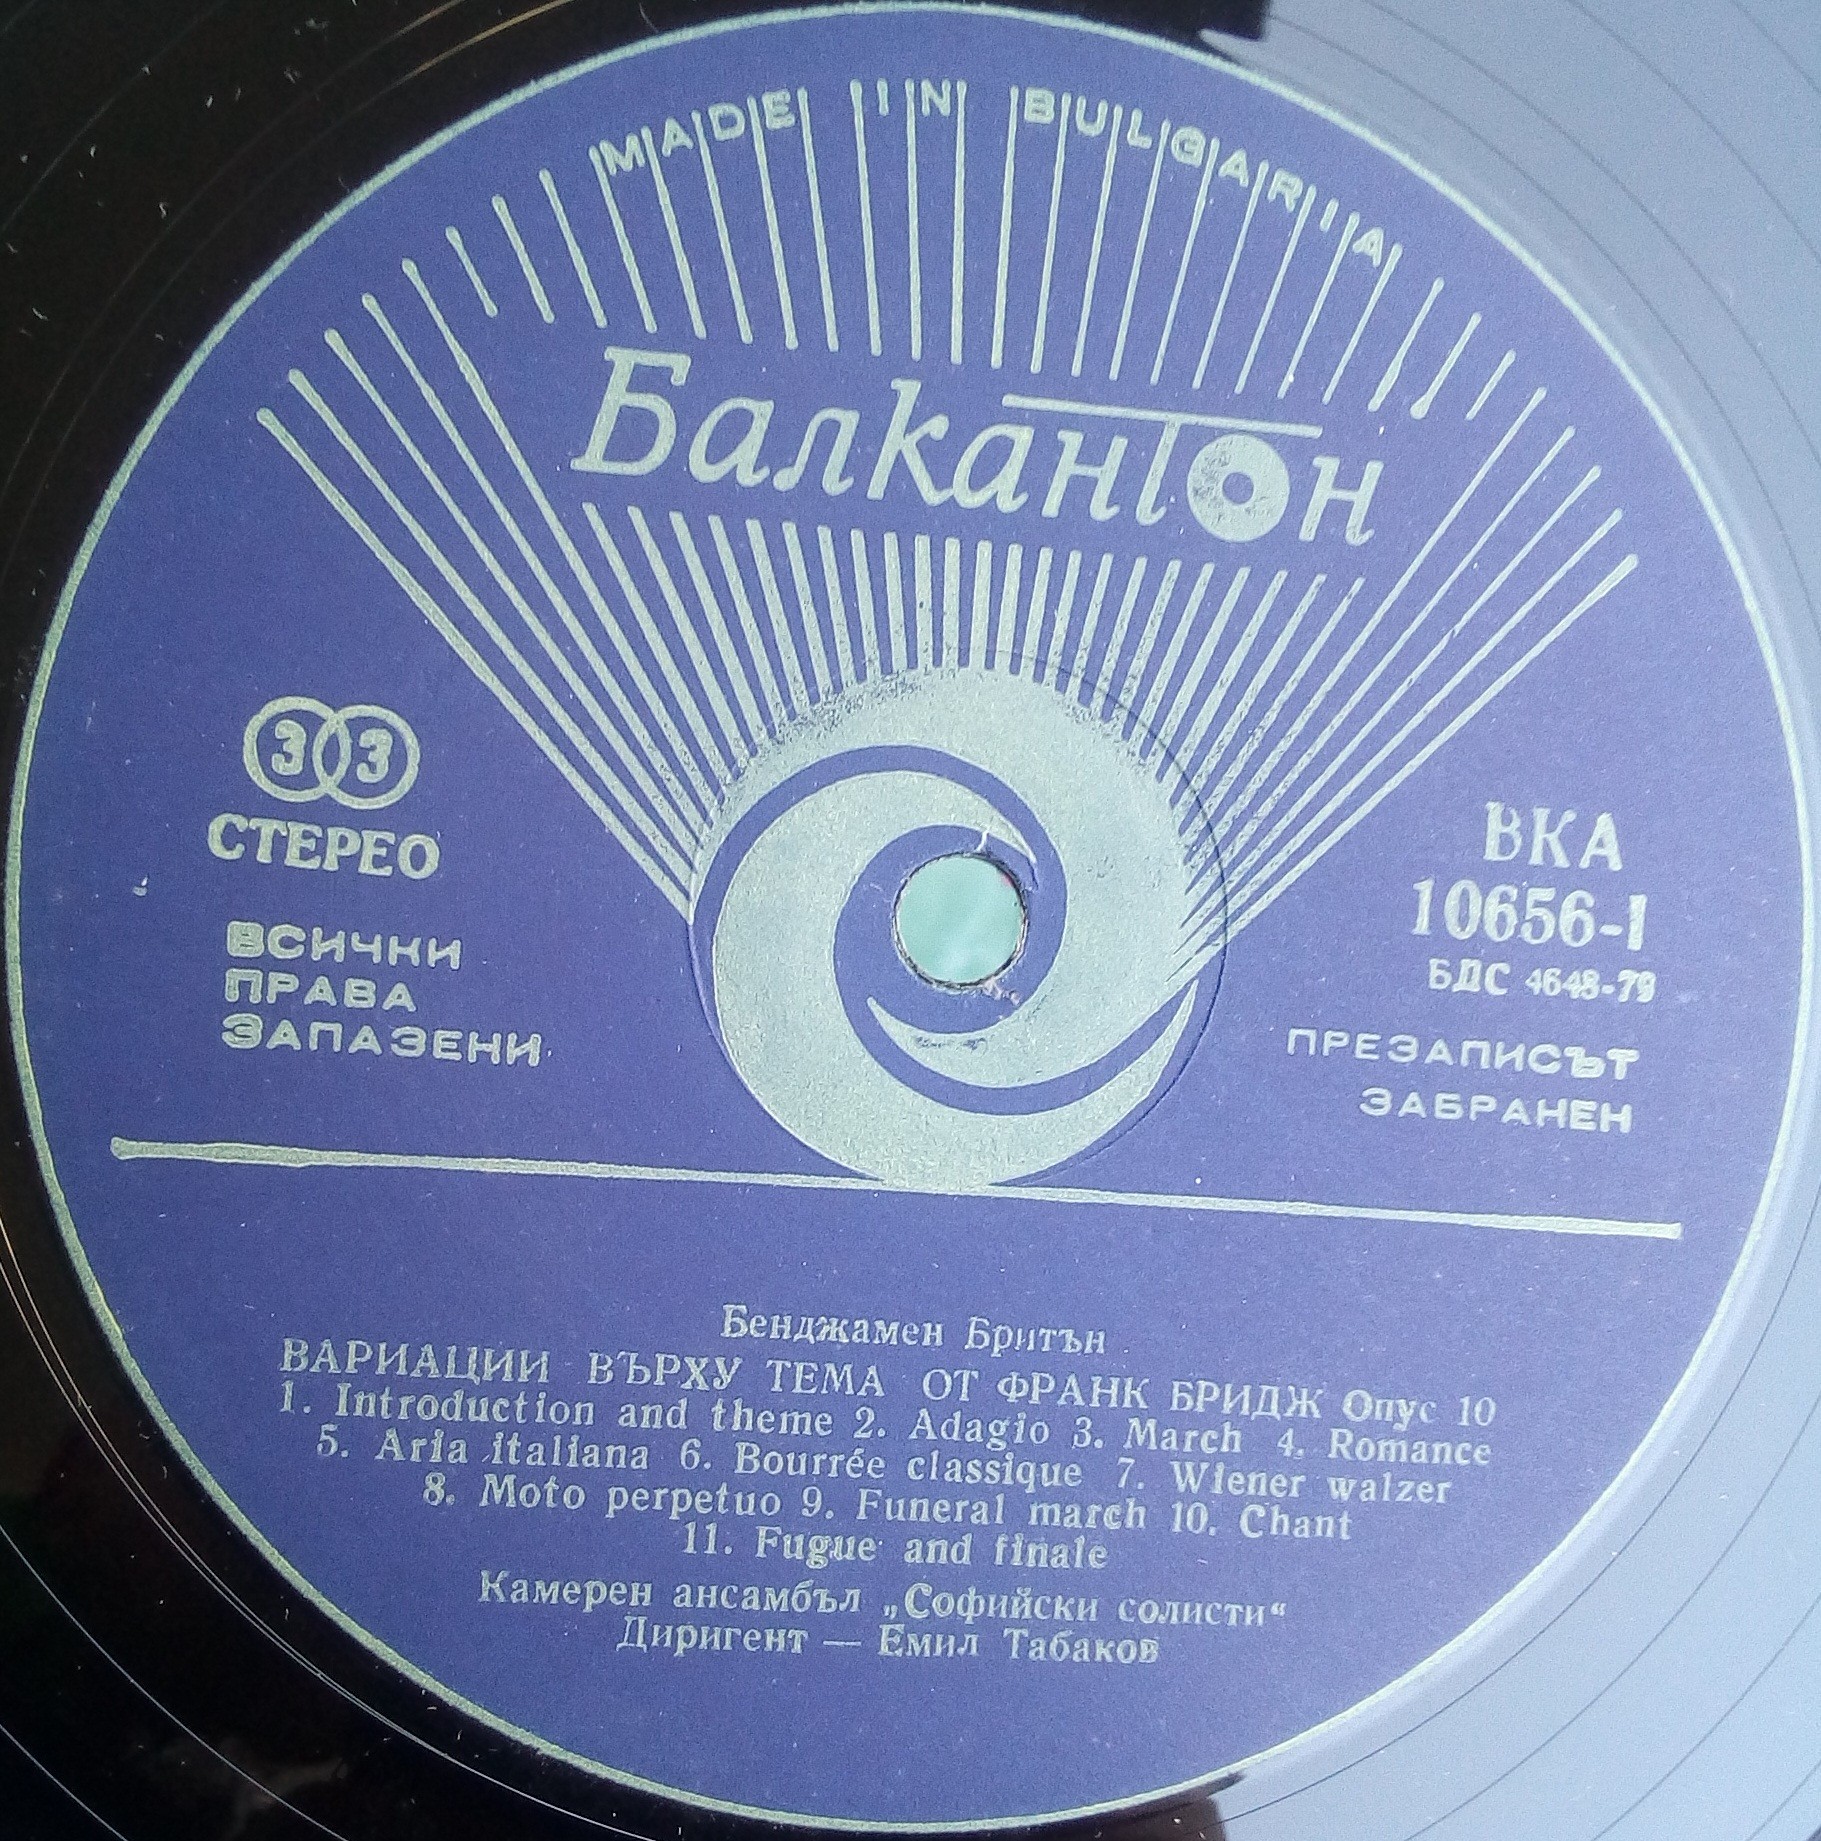 MADE IN BULGARIA
Балкантон
33
СТЕРЕО
ВСИЧКИ
ПРАВА
ЗАПАЗЕНИ
ВКА
10656-I
БДС 4648-79
ПРЕЗАПИСЪТ
ЗАБРАНЕН
Бенджамен Бритън
ВАРИАЦИИ ВЪРХУ ТЕМА ОТ ФРАНК БРИДЖ Опус 10
1. Introduction and theme 2. Adagio 3. March 4. Romance
5. Aria italiana 6. Bourrée classique 7. Wiener walzer
8. Moto perpetuo 9. Funeral march 10. Chant
11. Fugue and finale
Камерен ансамбъл „Софийски солисти“
Диригент — Емил Табаков